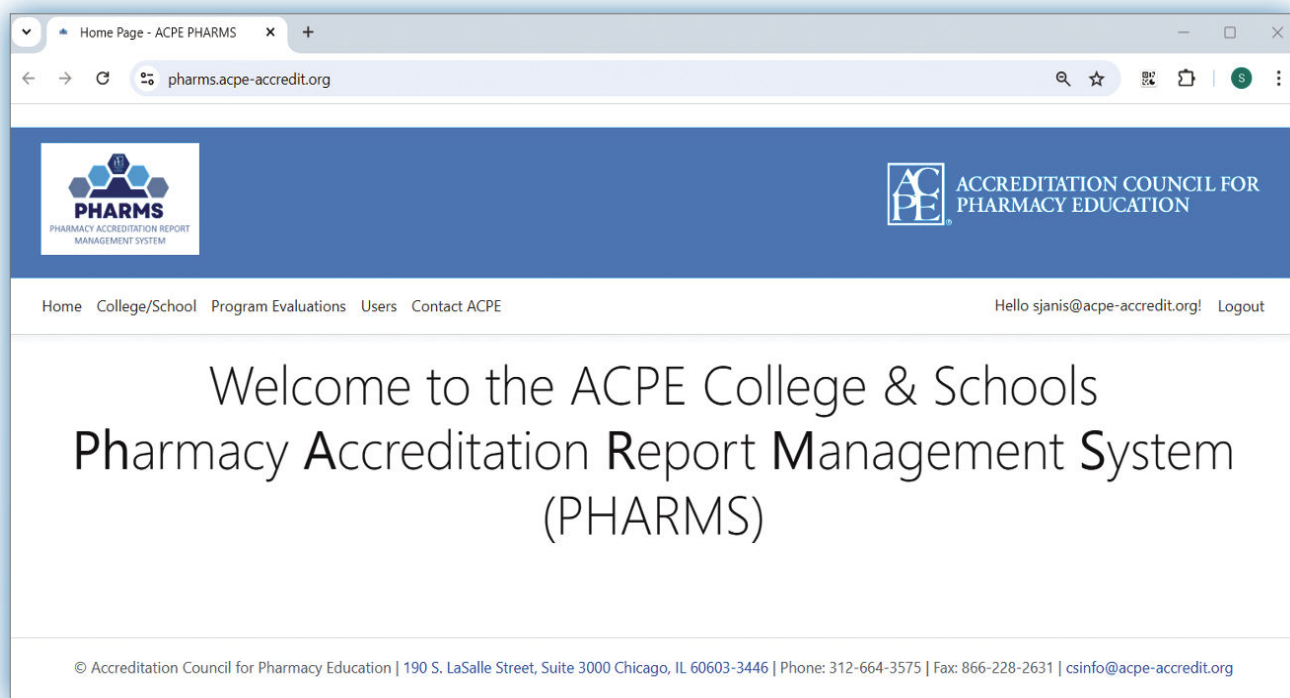 Home Page - ACPE PHARMS
pharms.acpe-accredit.org
S
PHARMS
PHARMACY ACCREDITATION REPORT
MANAGEMENT SYSTEM
AC
PE
ACCREDITATION COUNCIL FOR
PHARMACY EDUCATION
Home College/School Program Evaluations Users Contact ACPE
Hello sjanis@acpe-accredit.org! Logout
Welcome to the ACPE College & Schools
Pharmacy Accreditation Report Management System
(PHARMS)
© Accreditation Council for Pharmacy Education | 190 S. LaSalle Street, Suite 3000 Chicago, IL 60603-3446 | Phone: 312-664-3575 | Fax: 866-228-2631 | csinfo@acpe-accredit.org